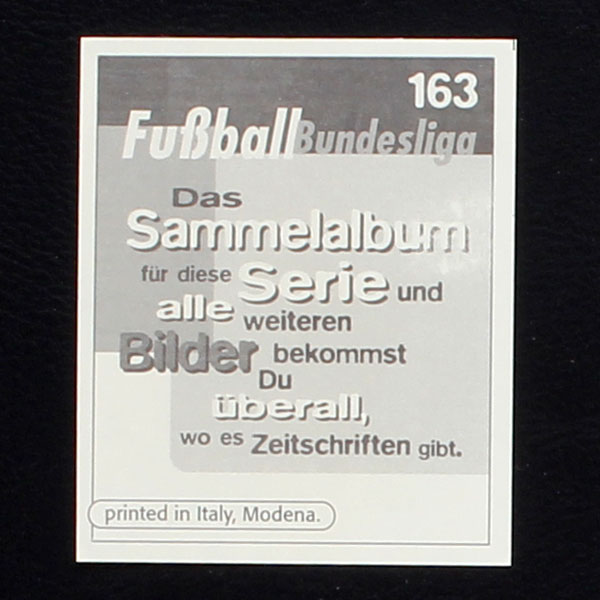 163
Fußball Bundesliga
Das
Sammelalbum
für diese Serie und
alle weiteren
Bilder bekommst
Du
überall,
wo es Zeitschriften gibt.
printed in Italy, Modena.